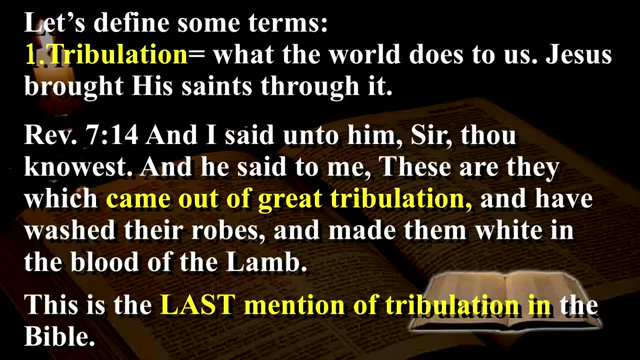 Let's define some terms:
1.Tribulation= what the world does to us. Jesus
brought His saints through it.
Rev. 7:14 And I said unto him, Sir, thou
knowest. And he said to me, These are they
which came out of great tribulation, and have
washed their robes, and made them white in
the blood of the Lamb.
This is the LAST mention of tribulation in the
Bible.